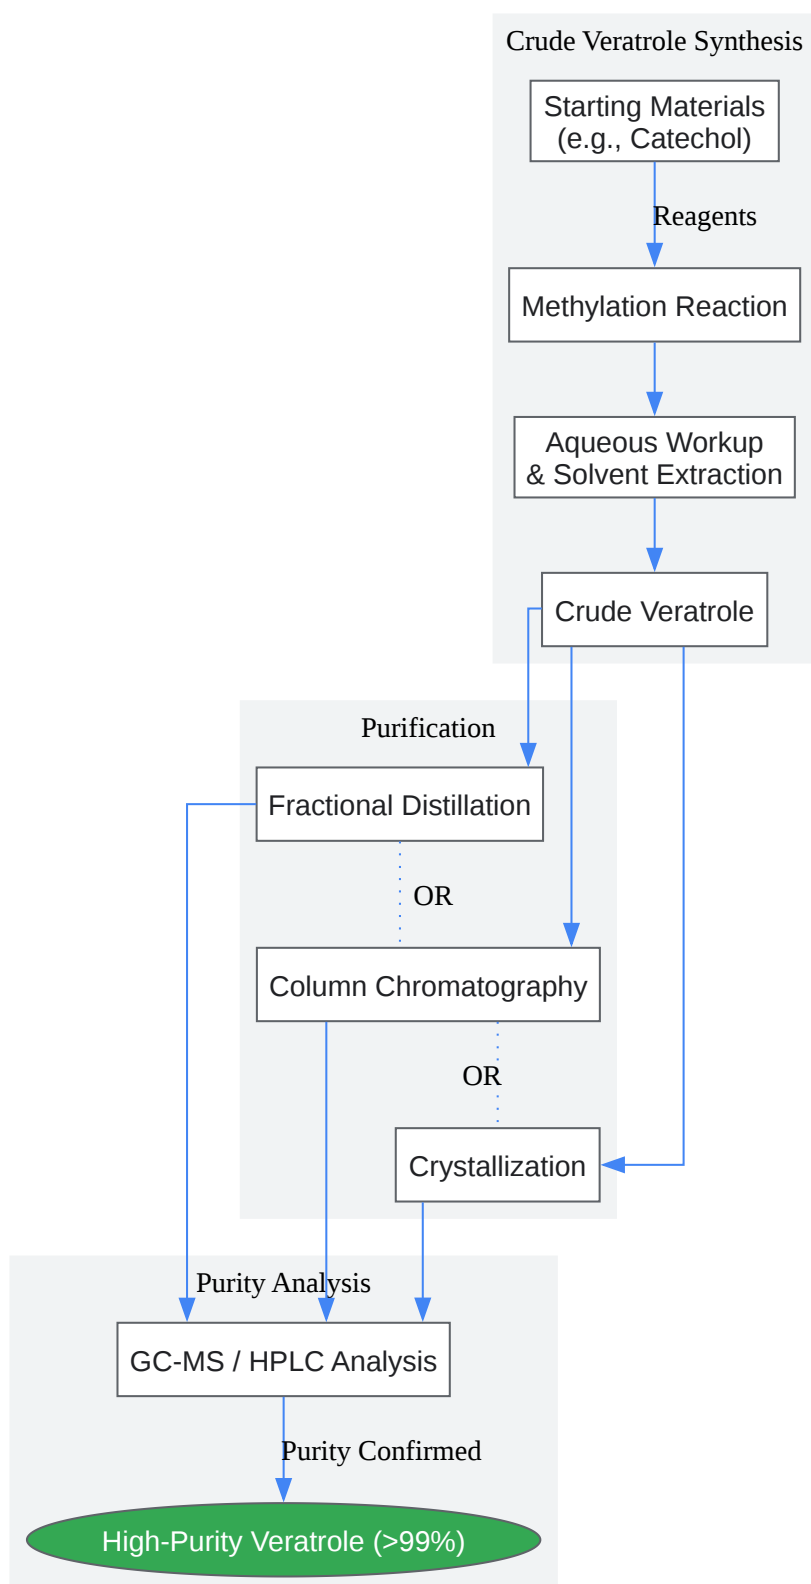 Crude Veratrole Synthesis
Starting Materials
(e.g., Catechol)
Reagents
Methylation Reaction
Aqueous Workup
& Solvent Extraction
Crude Veratrole
Purification
Fractional Distillation
OR
Column Chromatography
OR
Crystallization
Purity Analysis
GC-MS / HPLC Analysis
Purity Confirmed
High-Purity Veratrole (>99%)